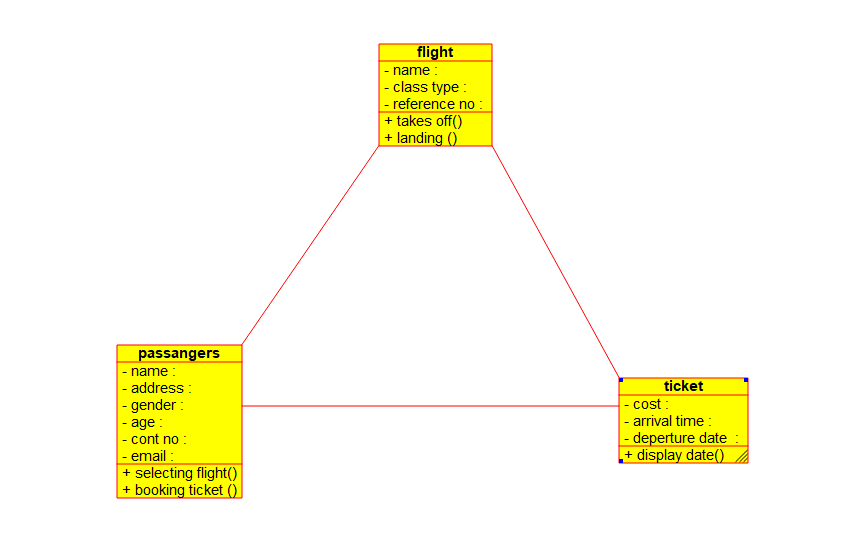 flight
- name :
- class type :
- reference no :
+ takes off()
+ landing ()
passangers
- name :
- address :
- gender :
- age :
- cont no :
- email :
+ selecting flight()
+ booking ticket ()
ticket
- cost :
- arrival time :
- deperture date  :
+ display date()